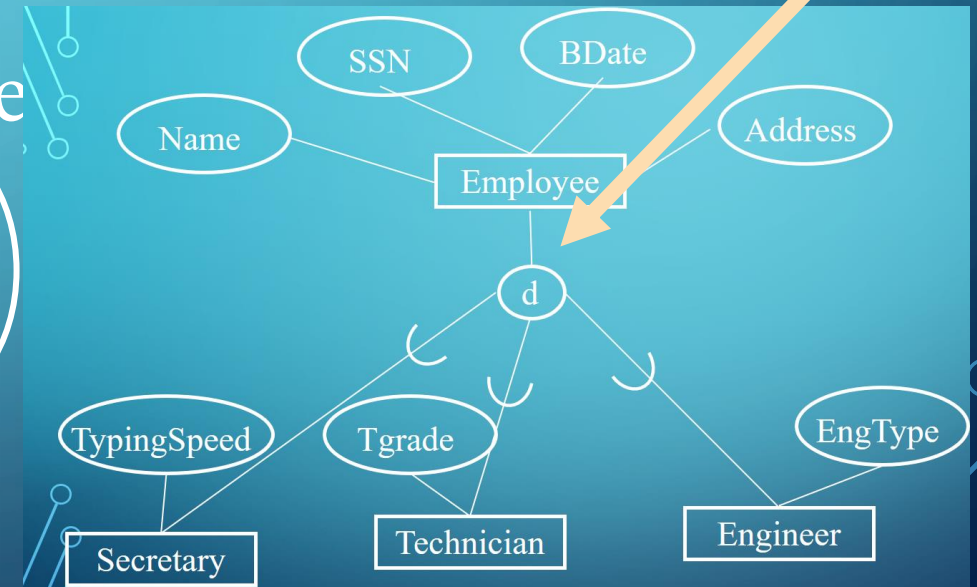 SSN
BDate
e
Name
Address
Employee
d
TypingSpeed
Tgrade
EngType
Secretary
Technician
Engineer